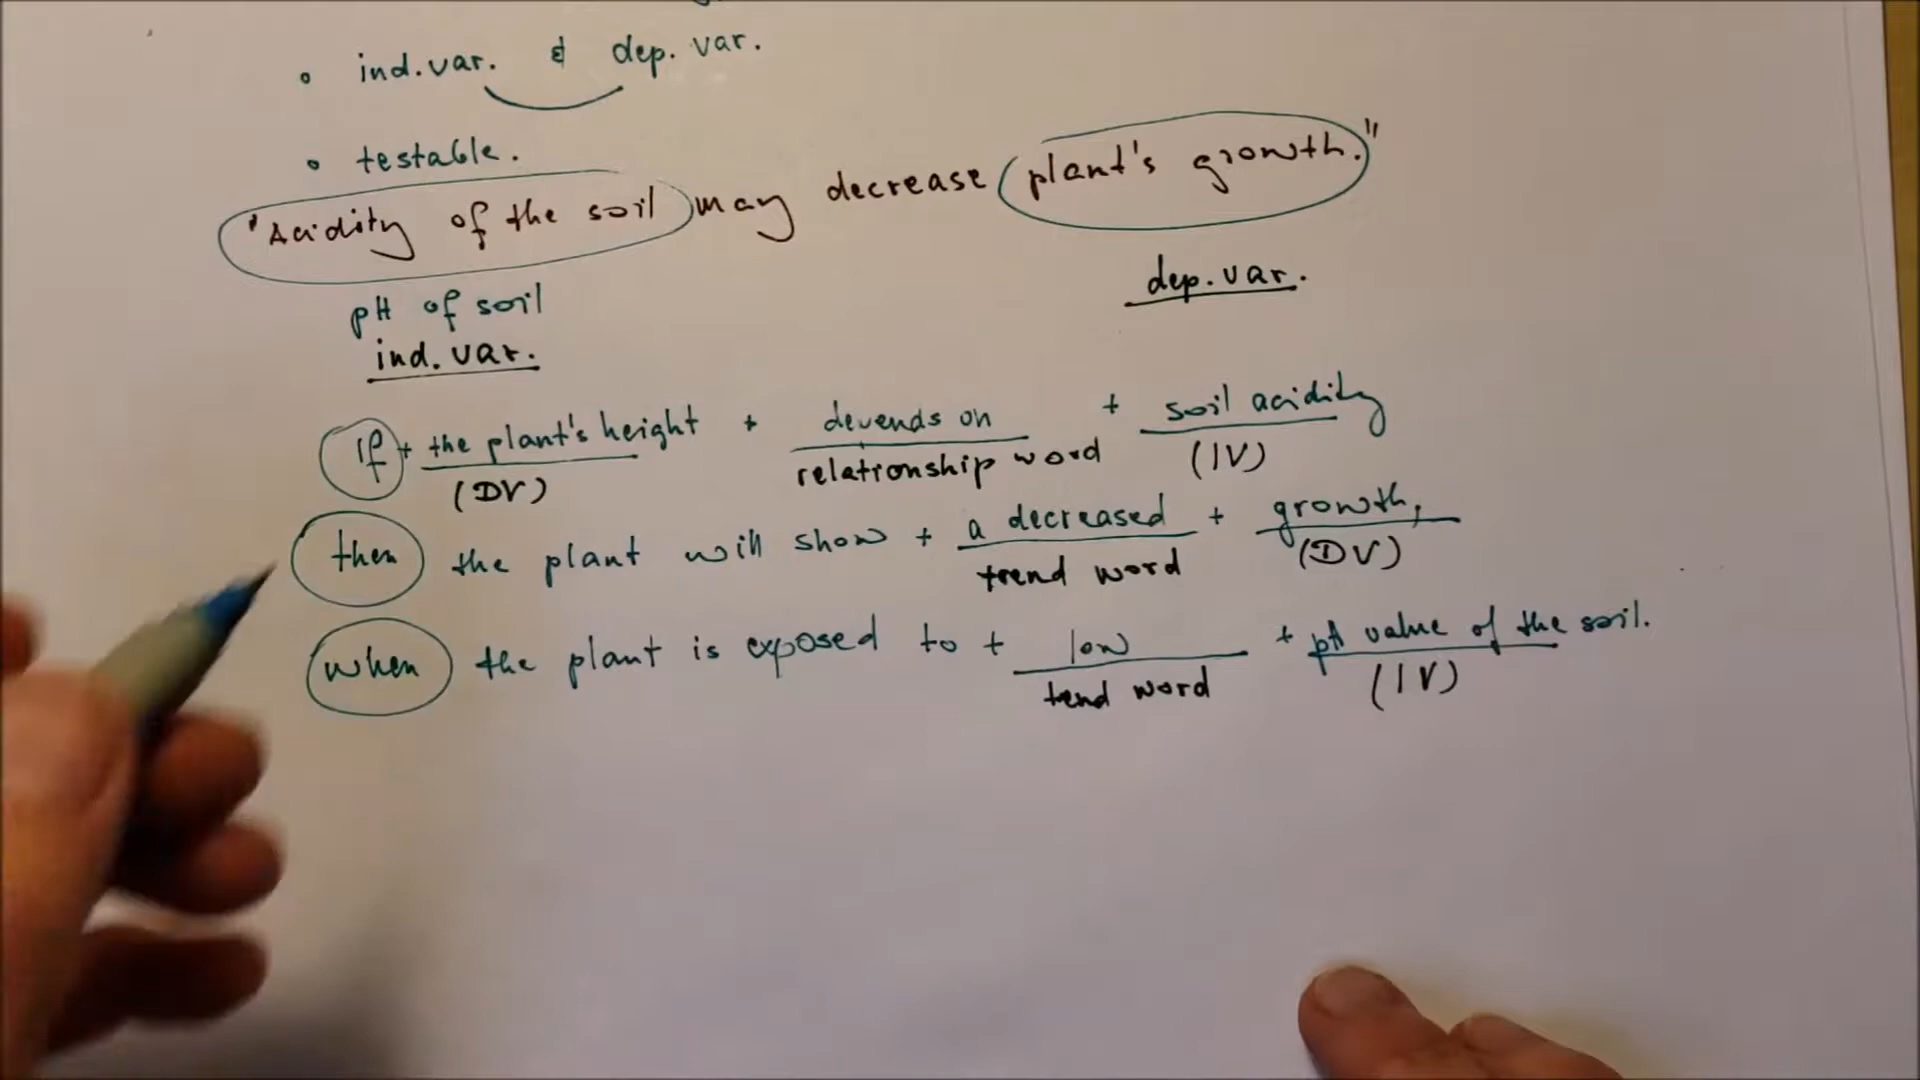 • ind.var. & dep. var.
• testable.
"Acidity of the soil may decrease plant's growth."
pH of soil
ind. var.
dep. var.
If + the plant's height + devends on + soil acidity
(DV) relationship word (IV)
then the plant will show + a decreased + growth,
trend word (DV)
when the plant is exposed to + low + pH value of the soil.
tend word (IV)